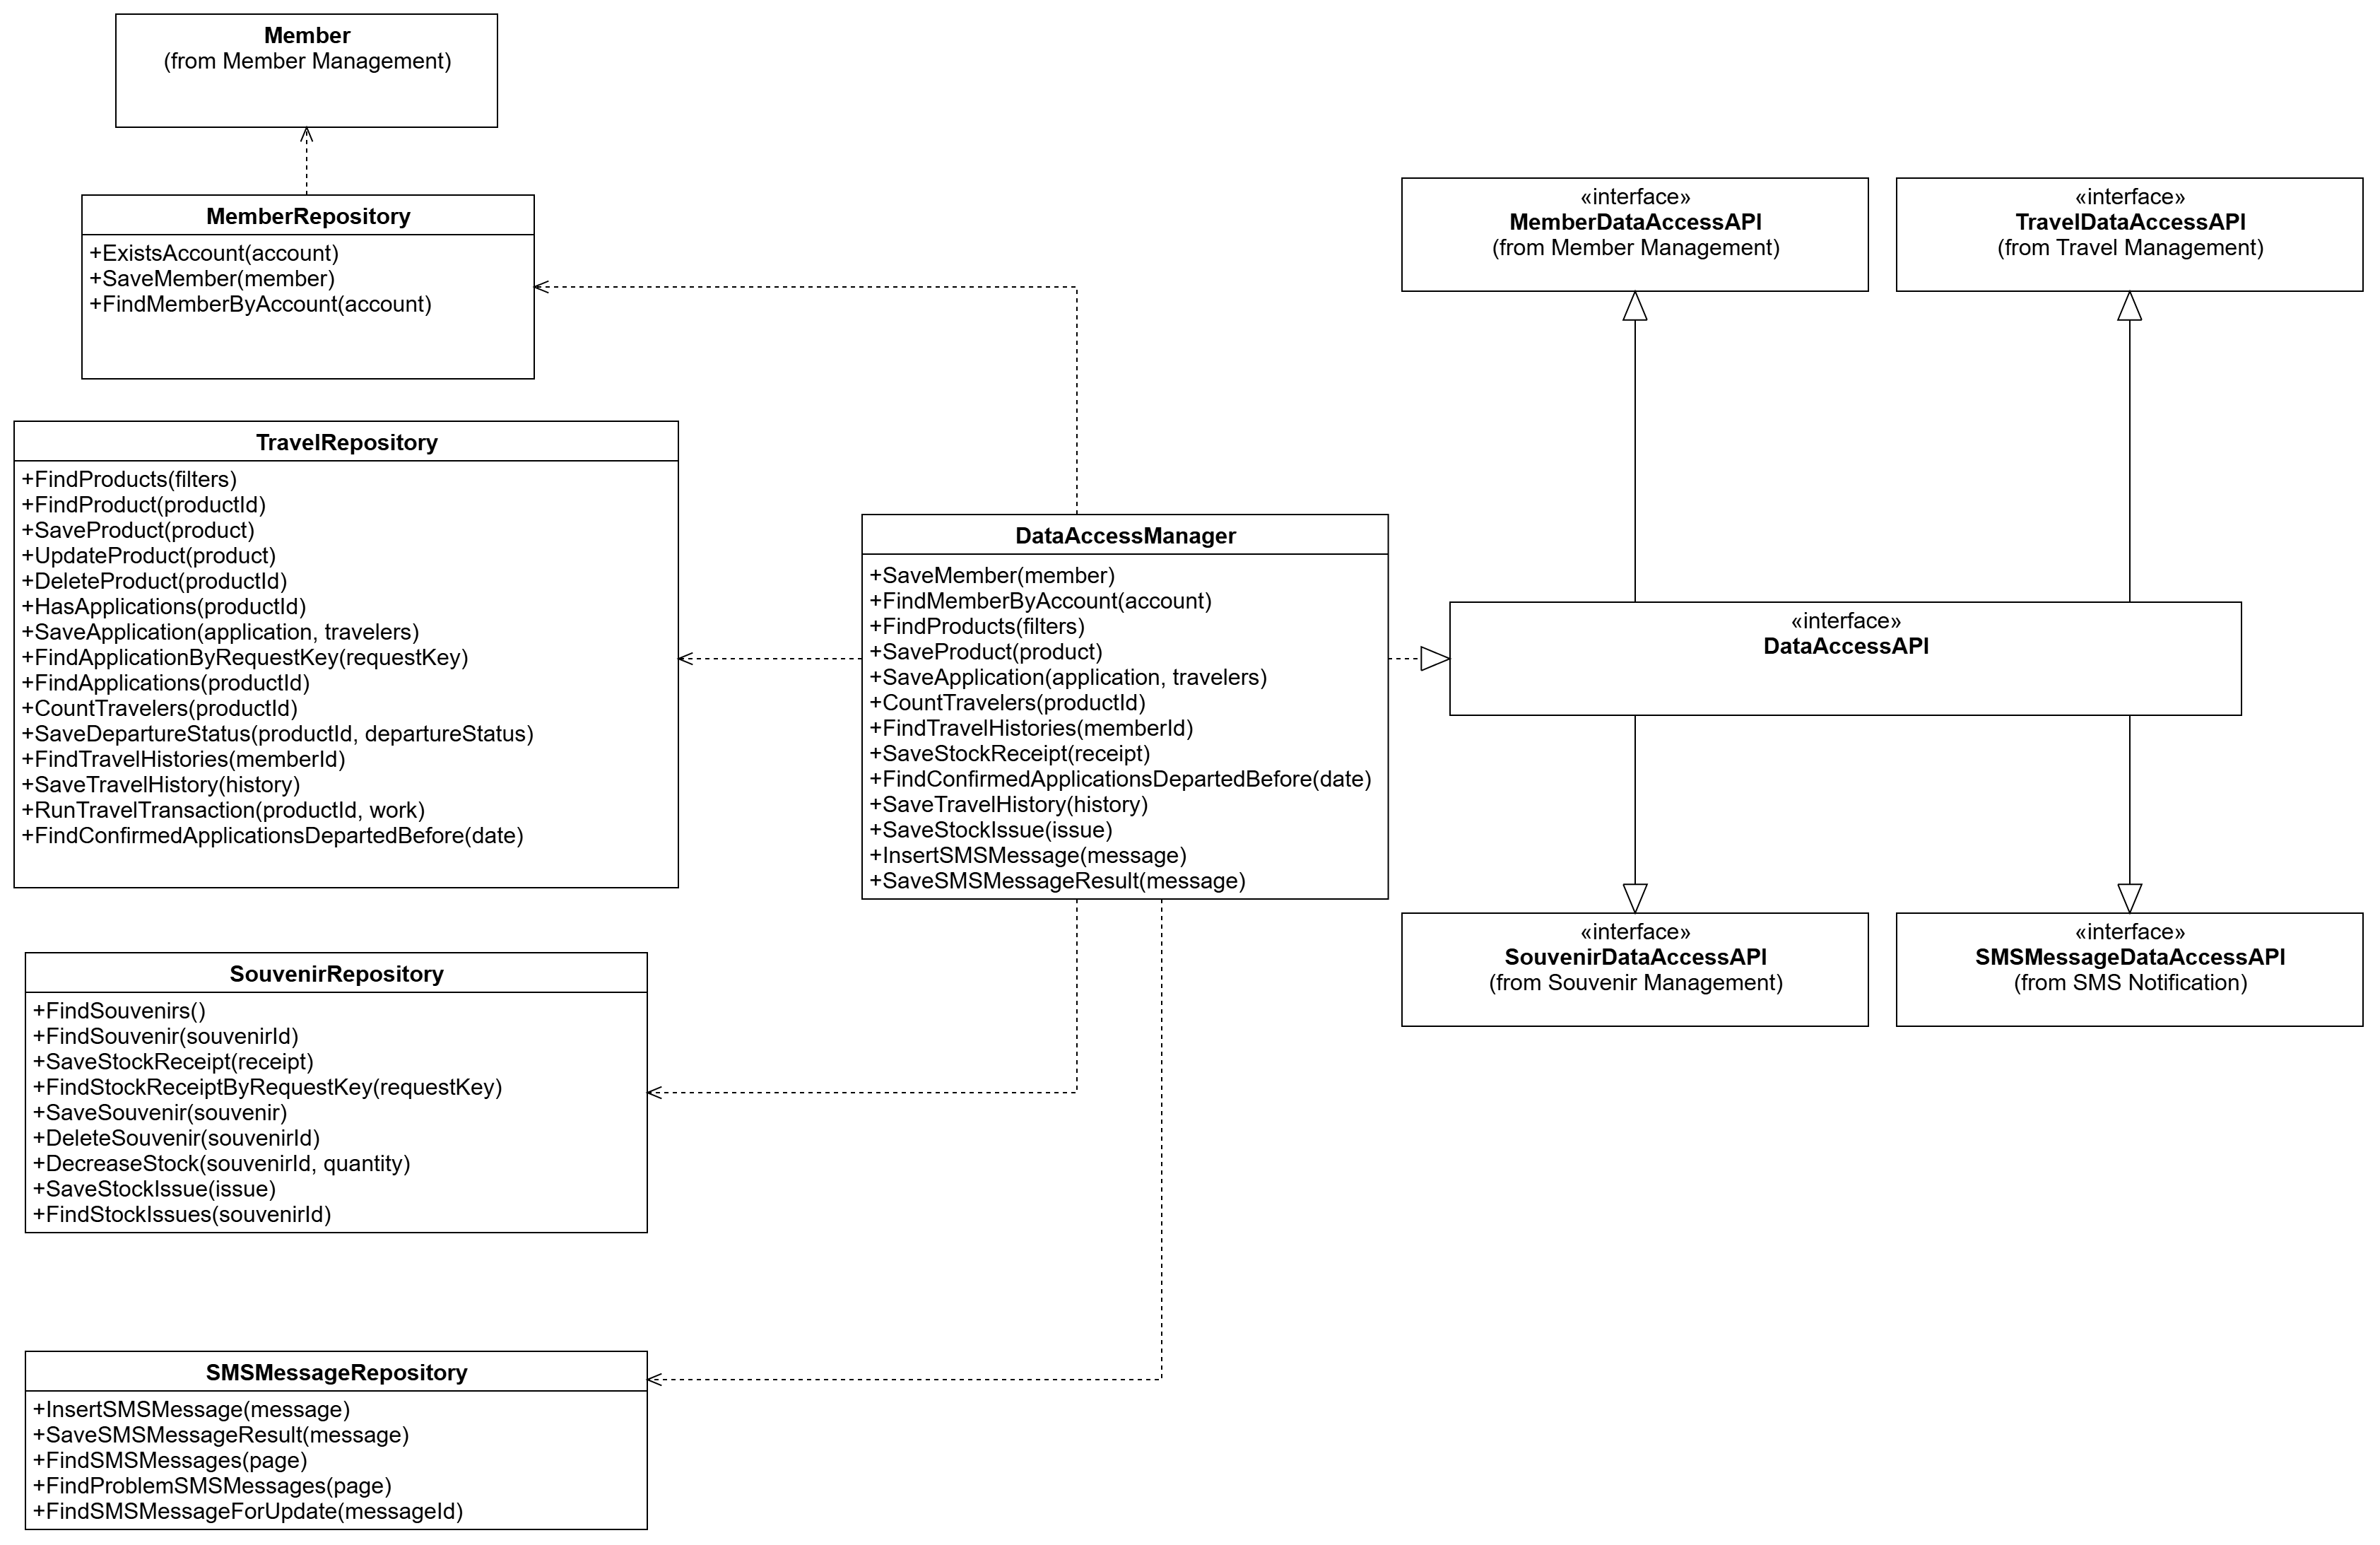 Member
(from Member Management)
MemberRepository
+ExistsAccount(account)
+SaveMember(member)
+FindMemberByAccount(account)
«interface»
MemberDataAccessAPI
(from Member Management)
«interface»
TravelDataAccessAPI
(from Travel Management)
TravelRepository
+FindProducts(filters)
+FindProduct(productId)
+SaveProduct(product)
+UpdateProduct(product)
+DeleteProduct(productId)
+HasApplications(productId)
+SaveApplication(application, travelers)
+FindApplicationByRequestKey(requestKey)
+FindApplications(productId)
+CountTravelers(productId)
+SaveDepartureStatus(productId, departureStatus)
+FindTravelHistories(memberId)
+SaveTravelHistory(history)
+RunTravelTransaction(productId, work)
+FindConfirmedApplicationsDepartedBefore(date)
DataAccessManager
+SaveMember(member)
+FindMemberByAccount(account)
+FindProducts(filters)
+SaveProduct(product)
+SaveApplication(application, travelers)
+CountTravelers(productId)
+FindTravelHistories(memberId)
+SaveStockReceipt(receipt)
+FindConfirmedApplicationsDepartedBefore(date)
+SaveTravelHistory(history)
+SaveStockIssue(issue)
+InsertSMSMessage(message)
+SaveSMSMessageResult(message)
«interface»
DataAccessAPI
«interface»
SouvenirDataAccessAPI
(from Souvenir Management)
«interface»
SMSMessageDataAccessAPI
(from SMS Notification)
SouvenirRepository
+FindSouvenirs()
+FindSouvenir(souvenirId)
+SaveStockReceipt(receipt)
+FindStockReceiptByRequestKey(requestKey)
+SaveSouvenir(souvenir)
+DeleteSouvenir(souvenirId)
+DecreaseStock(souvenirId, quantity)
+SaveStockIssue(issue)
+FindStockIssues(souvenirId)
SMSMessageRepository
+InsertSMSMessage(message)
+SaveSMSMessageResult(message)
+FindSMSMessages(page)
+FindProblemSMSMessages(page)
+FindSMSMessageForUpdate(messageId)